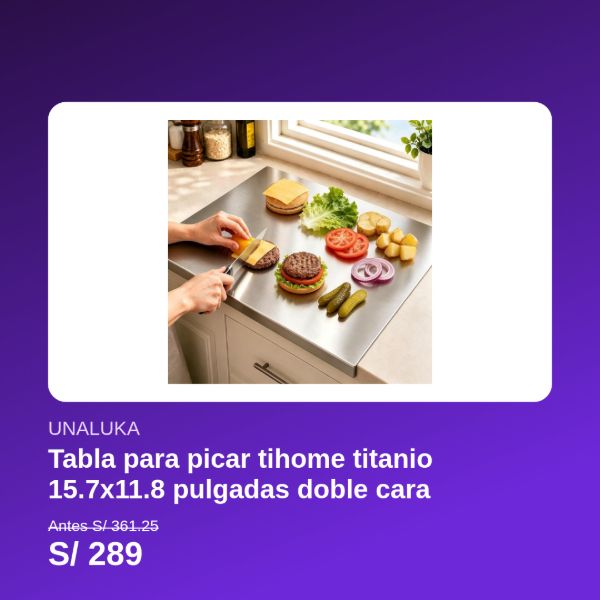 UNALUKA
Tabla para picar tihome titanio
15.7x11.8 pulgadas doble cara
Antes S/ 361.25
S/ 289